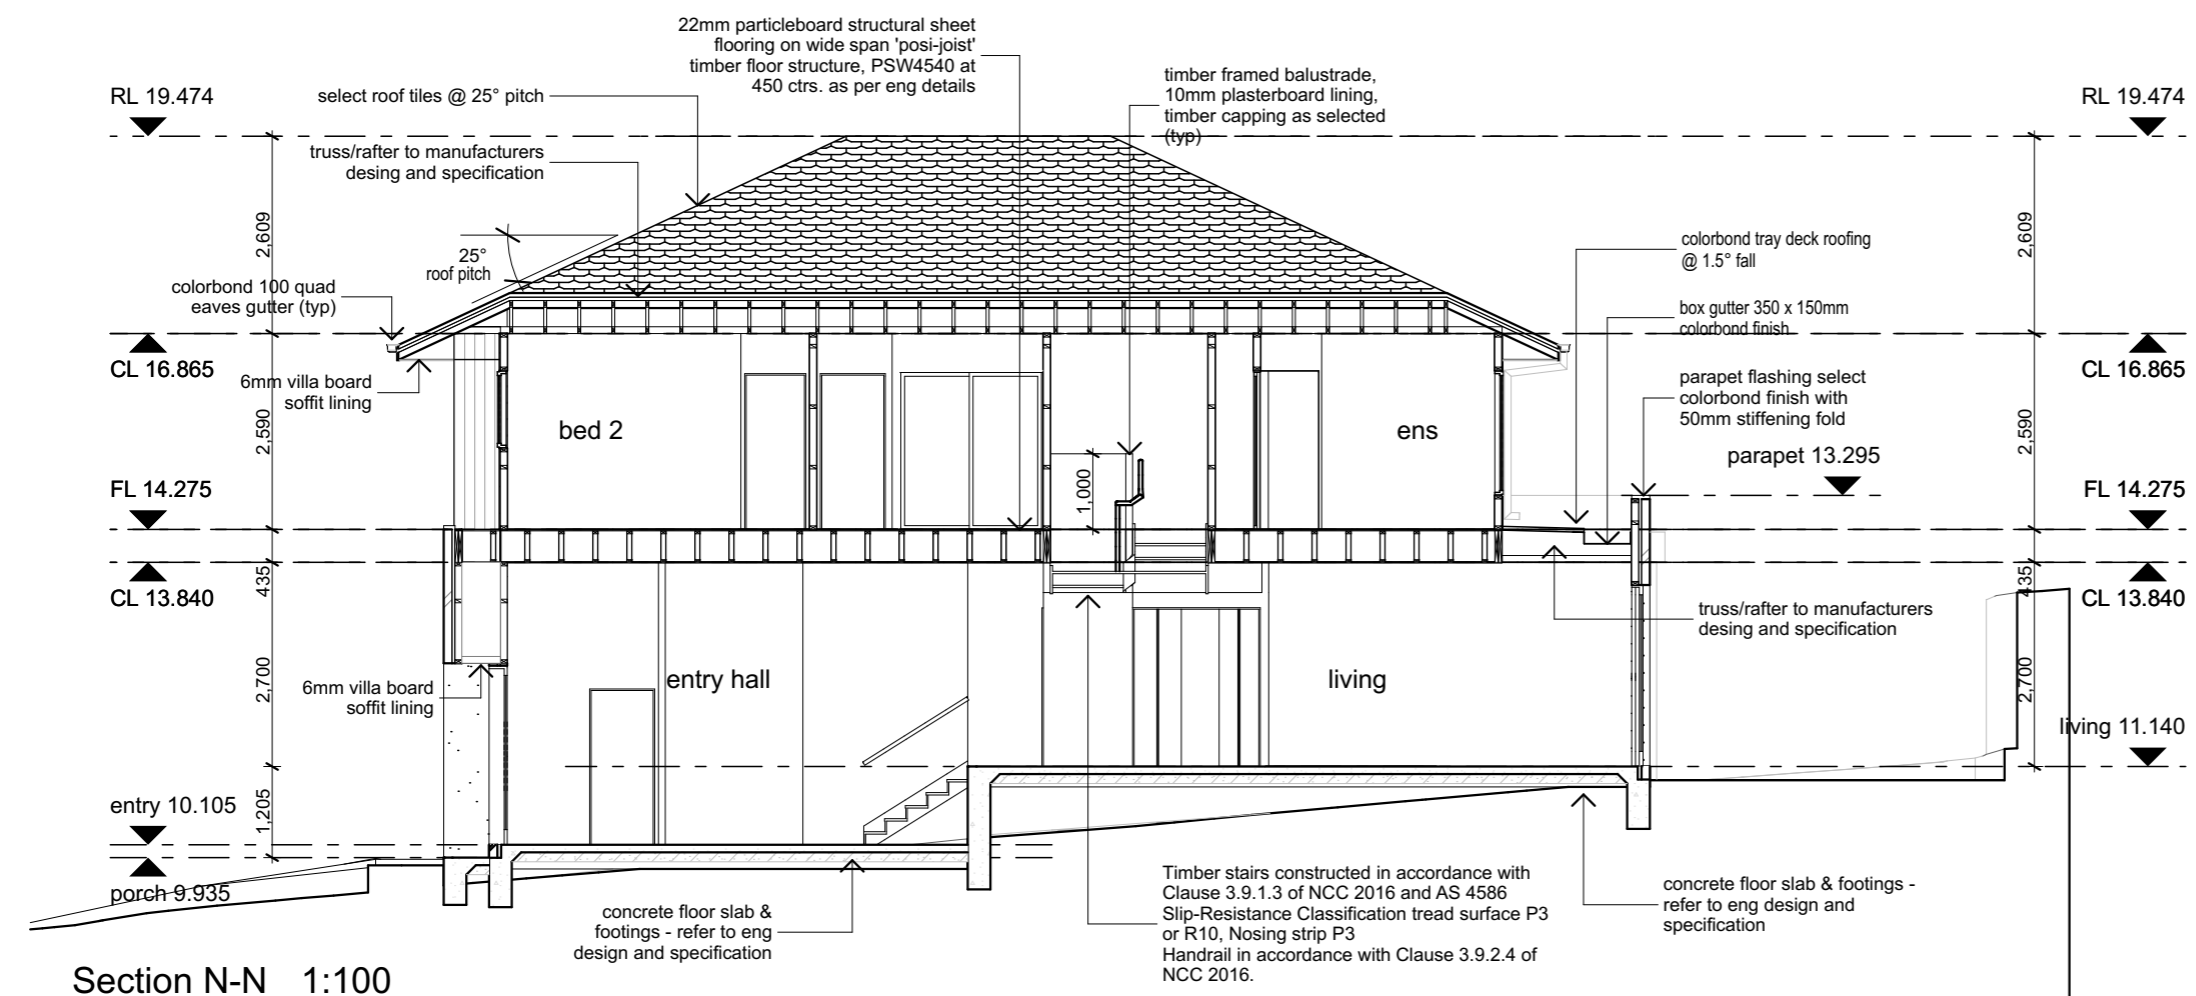 22mm particleboard structural sheet
flooring on wide span 'posi-joist'
timber floor structure, PSW4540 at
450 ctrs. as per eng details
timber framed balustrade,
10mm plasterboard lining,
timber capping as selected
(typ)
RL 19.474
select roof tiles @ 25° pitch
RL 19.474
truss/rafter to manufacturers
desing and specification
2,609
2,609
25°
roof pitch
colorbond tray deck roofing
@ 1.5° fall
colorbond 100 quad
eaves gutter (typ)
box gutter 350 x 150mm
colorbond finish
CL 16.865
CL 16.865
6mm villa board
soffit lining
parapet flashing select
colorbond finish with
50mm stiffening fold
2,590
bed 2
ens
2,590
parapet 13.295
FL 14.275
1,000
FL 14.275
435
435
CL 13.840
CL 13.840
truss/rafter to manufacturers
desing and specification
2,700
entry hall
living
2,700
6mm villa board
soffit lining
living 11.140
entry 10.105
1,205
porch 9.935
concrete floor slab &
footings - refer to eng
design and specification
Timber stairs constructed in accordance with
Clause 3.9.1.3 of NCC 2016 and AS 4586
Slip-Resistance Classification tread surface P3
or R10, Nosing strip P3
Handrail in accordance with Clause 3.9.2.4 of
NCC 2016.
concrete floor slab & footings -
refer to eng design and
specification
Section N-N 1:100